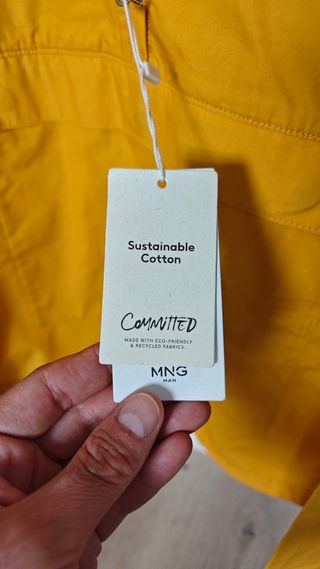 Sustainable
Cotton
COMMITTED
MADE WITH ECO-FRIENDLY
& RECYCLED FABRICS.
MNG
MAN